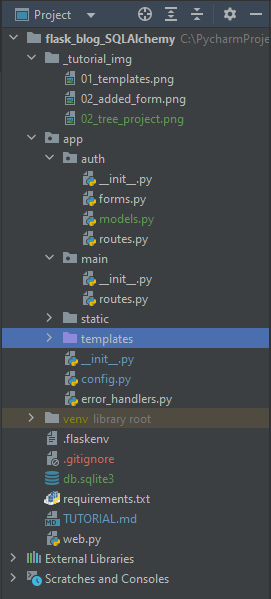 Project
flask_blog_SQLAlchemy C:\PycharmProje
_tutorial_img
01_templates.png
02_added_form.png
02_tree_project.png
app
auth
__init__.py
forms.py
models.py
routes.py
main
__init__.py
routes.py
static
templates
__init__.py
config.py
error_handlers.py
venv library root
.flaskenv
.gitignore
db.sqlite3
requirements.txt
TUTORIAL.md
web.py
External Libraries
Scratches and Consoles